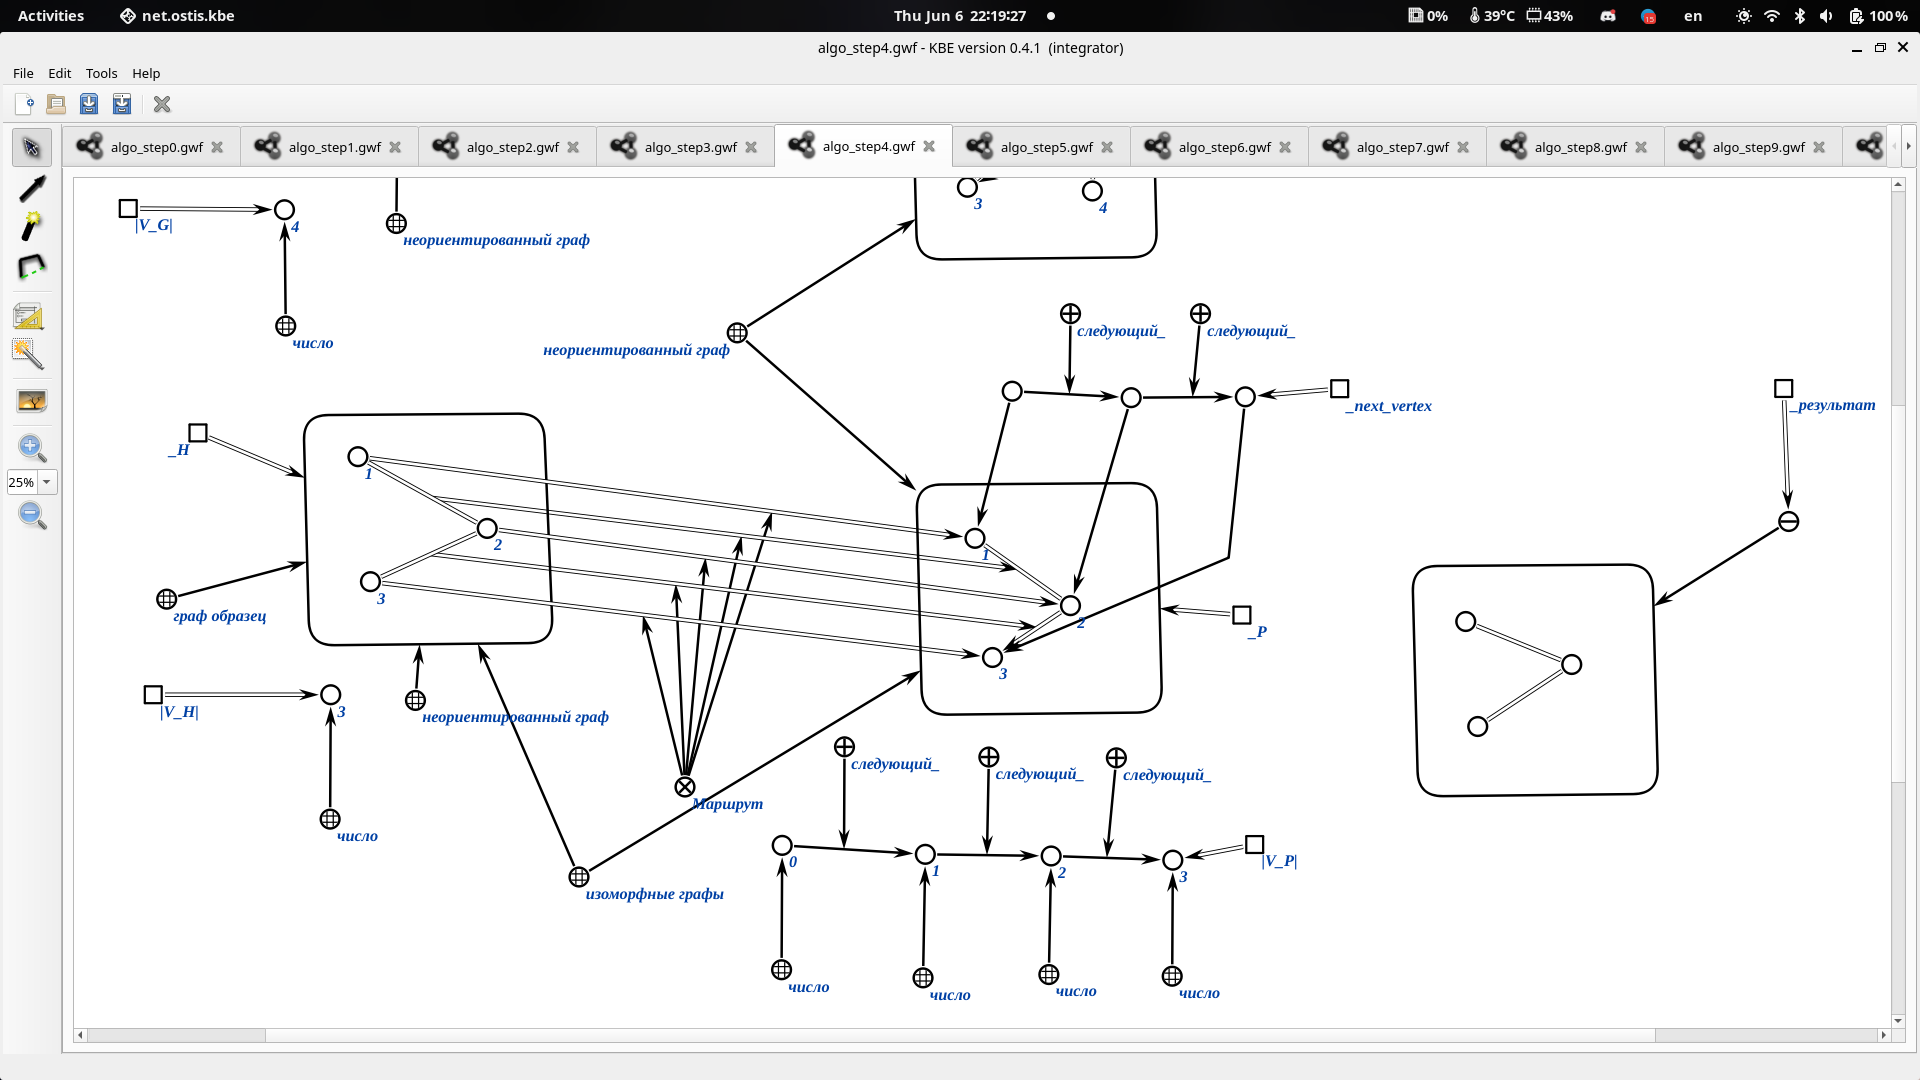 Activities net.ostis.kbe Thu Jun 6 22:19:27 0% 39°C 43% 15 en 100 %
algo_step4.gwf - KBE version 0.4.1 (integrator)
File Edit Tools Help
algo_step0.gwf algo_step1.gwf algo_step2.gwf algo_step3.gwf algo_step4.gwf algo_step5.gwf algo_step6.gwf algo_step7.gwf algo_step8.gwf algo_step9.gwf
25%
3
4
|V_G|
4
неориентированный граф
число
неориентированный граф
следующий_
следующий_
_next_vertex
_результат
_H
1
2
3
1
2
3
граф образец
_P
|V_H|
3
неориентированный граф
число
Маршрут
изоморфные графы
следующий_
следующий_
следующий_
0
1
2
3
|V_P|
число
число
число
число